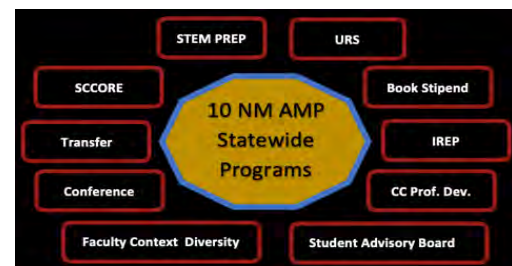 STEM PREP
URS
SCCORE
Book Stipend
10 NM AMP
Statewide
Programs
Transfer
IREP
Conference
CC Prof. Dev.
Faculty Context Diversity
Student Advisory Board